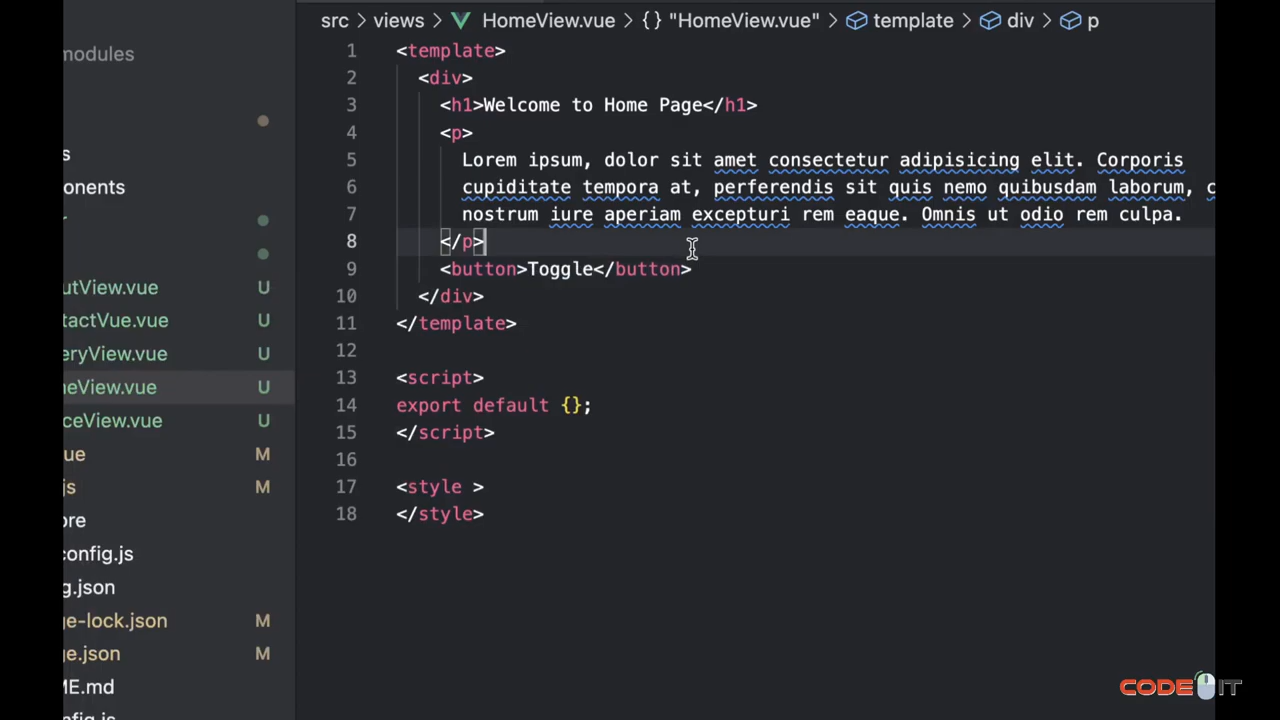 src > views > HomeView.vue > {} "HomeView.vue" > template > div > p
modules
s
onents
r
utView.vue U
tactVue.vue U
eryView.vue U
neView.vue U
ceView.vue U
ue M
js M
ore
config.js
g.json
ge-lock.json M
ge.json M
ME.md
nfig.js
1 <template>
2 <div>
3 <h1>Welcome to Home Page</h1>
4 <p>
5 Lorem ipsum, dolor sit amet consectetur adipisicing elit. Corporis
6 cupiditate tempora at, perferendis sit quis nemo quibusdam laborum, c
7 nostrum iure aperiam excepturi rem eaque. Omnis ut odio rem culpa.
8 </p>
9 <button>Toggle</button>
10 </div>
11 </template>
12
13 <script>
14 export default {};
15 </script>
16
17 <style >
18 </style>
CODE IT